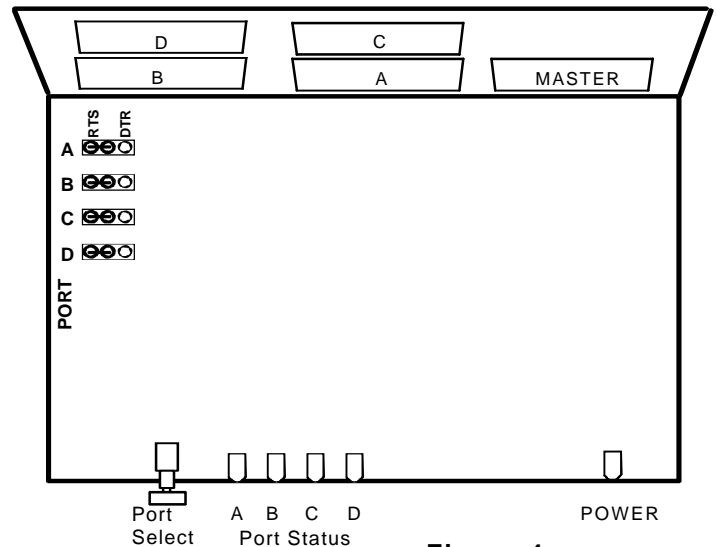 D C
B A MASTER
RTS DTR
A
B
C
D
PORT
Port Select A B C D POWER
Port Status